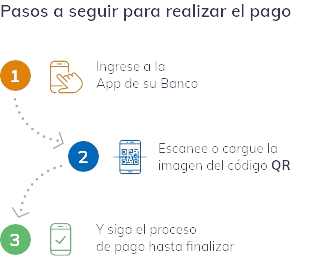 Pasos a seguir para realizar el pago
1
Ingrese a la
App de su Banco
2
Escanee o cargue la
imagen del código QR
3
Y siga el proceso
de pago hasta finalizar